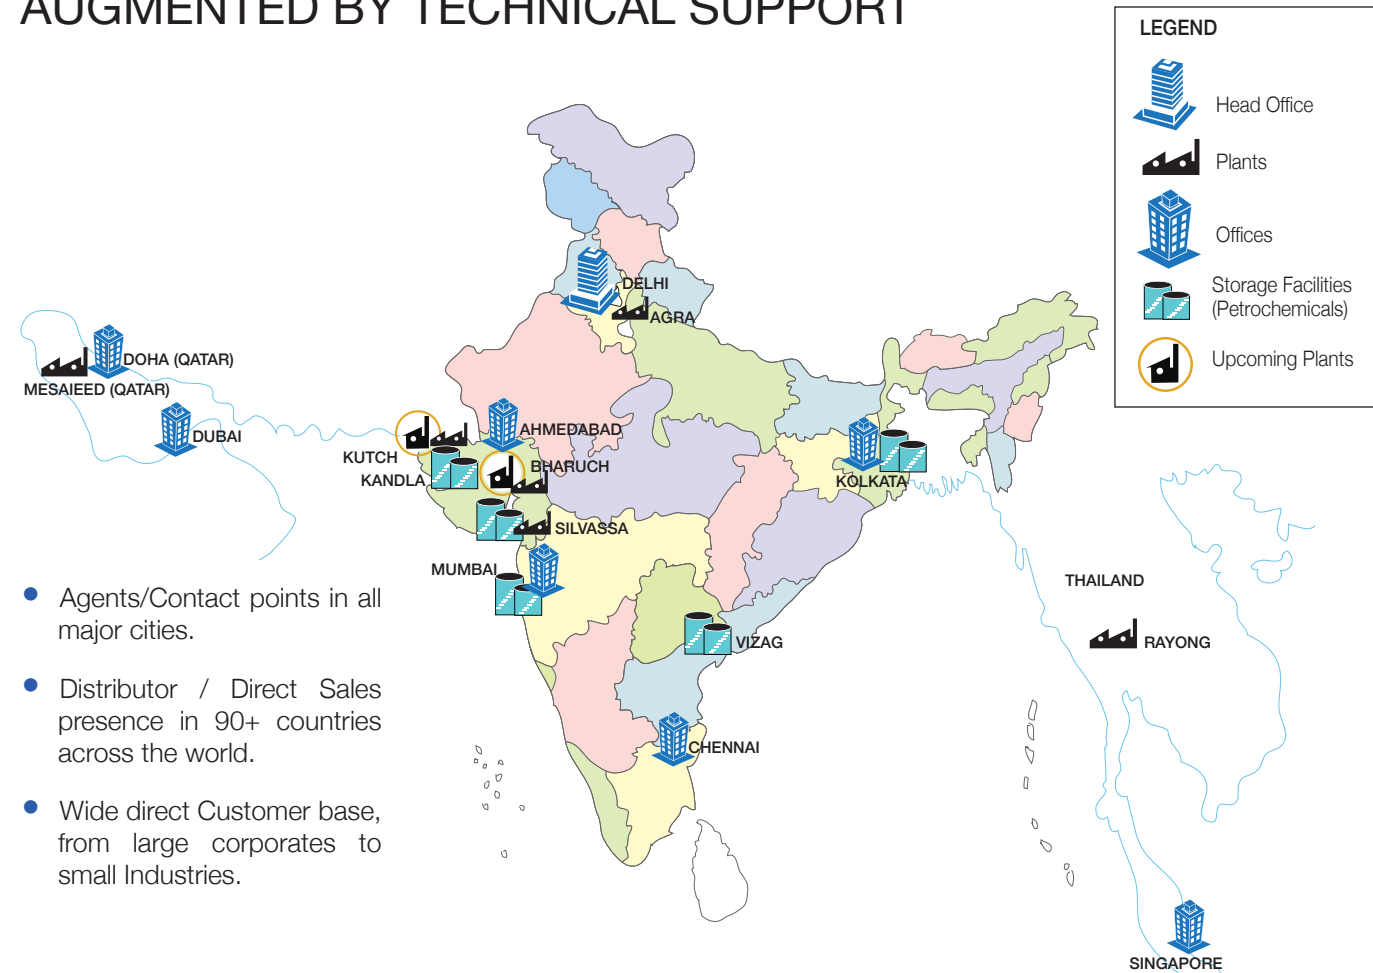 AUGMENTED BY TECHNICAL SUPPORT
LEGEND
Head Office
Plants
Offices
Storage Facilities
(Petrochemicals)
Upcoming Plants
DELHI
AGRA
DOHA (QATAR)
MESAIEED (QATAR)
DUBAI
AHMEDABAD
KUTCH
BHARUCH
KANDLA
KOLKATA
SILVASSA
MUMBAI
THAILAND
VIZAG
RAYONG
CHENNAI
SINGAPORE
• Agents/Contact points in all
major cities.
• Distributor / Direct Sales
presence in 90+ countries
across the world.
• Wide direct Customer base,
from large corporates to
small Industries.